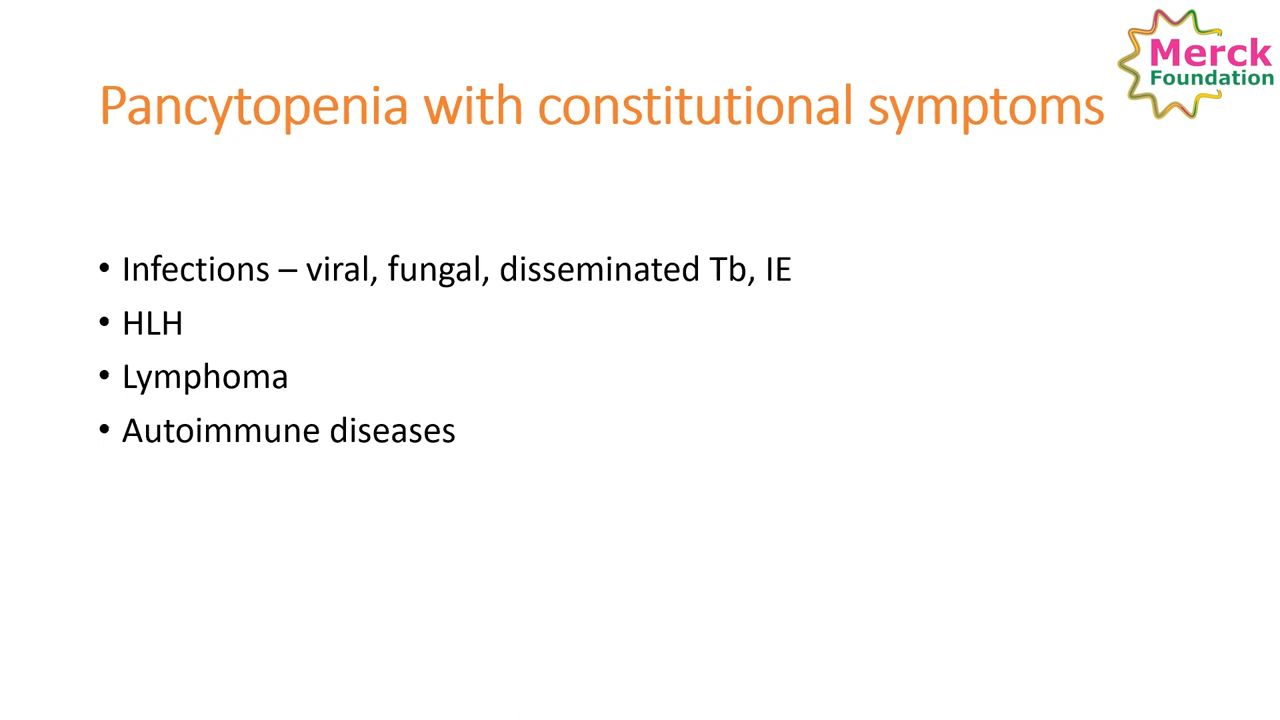 Merck
Foundation
Pancytopenia with constitutional symptoms
• Infections – viral, fungal, disseminated Tb, IE
• HLH
• Lymphoma
• Autoimmune diseases